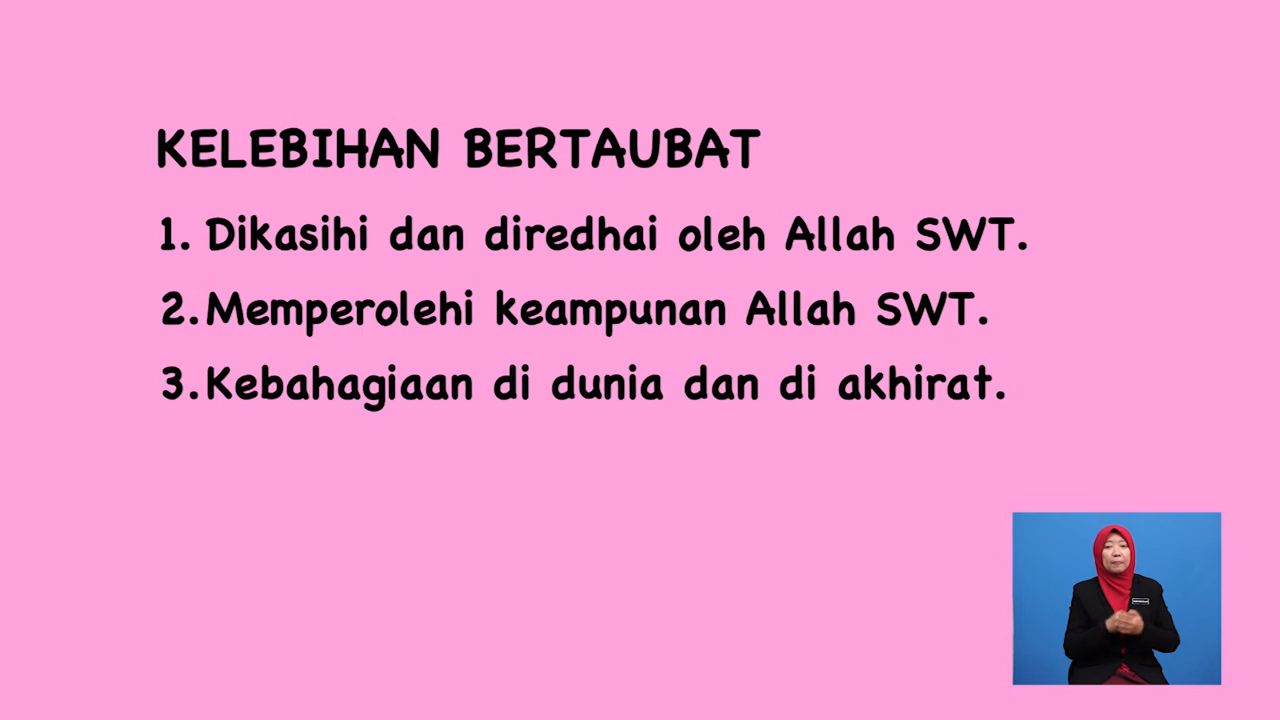 KELEBIHAN BERTAUBAT
1. Dikasihi dan diredhai oleh Allah SWT.
2. Memperolehi keampunan Allah SWT.
3. Kebahagiaan di dunia dan di akhirat.